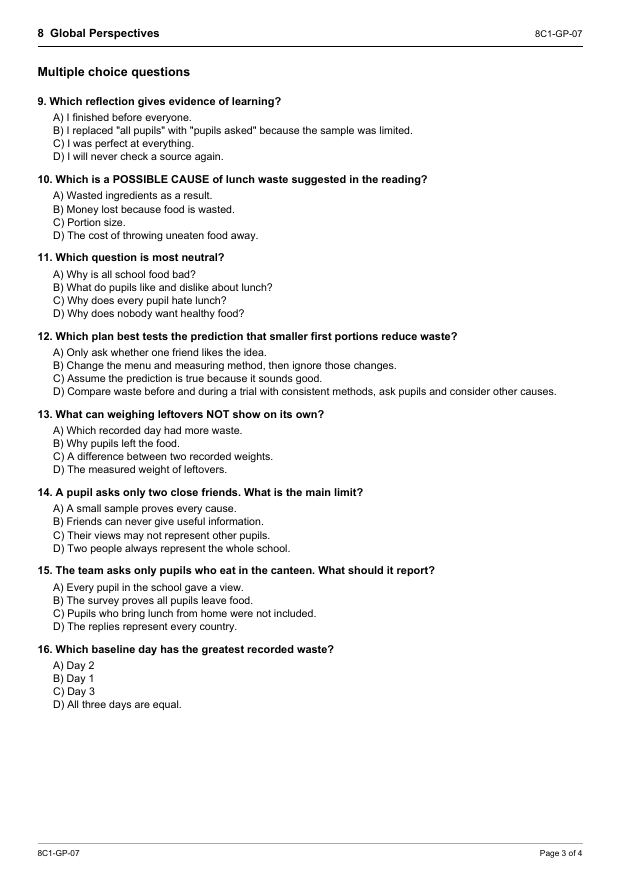 8 Global Perspectives
8C1-GP-07
Multiple choice questions
9. Which reflection gives evidence of learning?
A) I finished before everyone.
B) I replaced "all pupils" with "pupils asked" because the sample was limited.
C) I was perfect at everything.
D) I will never check a source again.
10. Which is a POSSIBLE CAUSE of lunch waste suggested in the reading?
A) Wasted ingredients as a result.
B) Money lost because food is wasted.
C) Portion size.
D) The cost of throwing uneaten food away.
11. Which question is most neutral?
A) Why is all school food bad?
B) What do pupils like and dislike about lunch?
C) Why does every pupil hate lunch?
D) Why does nobody want healthy food?
12. Which plan best tests the prediction that smaller first portions reduce waste?
A) Only ask whether one friend likes the idea.
B) Change the menu and measuring method, then ignore those changes.
C) Assume the prediction is true because it sounds good.
D) Compare waste before and during a trial with consistent methods, ask pupils and consider other causes.
13. What can weighing leftovers NOT show on its own?
A) Which recorded day had more waste.
B) Why pupils left the food.
C) A difference between two recorded weights.
D) The measured weight of leftovers.
14. A pupil asks only two close friends. What is the main limit?
A) A small sample proves every cause.
B) Friends can never give useful information.
C) Their views may not represent other pupils.
D) Two people always represent the whole school.
15. The team asks only pupils who eat in the canteen. What should it report?
A) Every pupil in the school gave a view.
B) The survey proves all pupils leave food.
C) Pupils who bring lunch from home were not included.
D) The replies represent every country.
16. Which baseline day has the greatest recorded waste?
A) Day 2
B) Day 1
C) Day 3
D) All three days are equal.
8C1-GP-07
Page 3 of 4